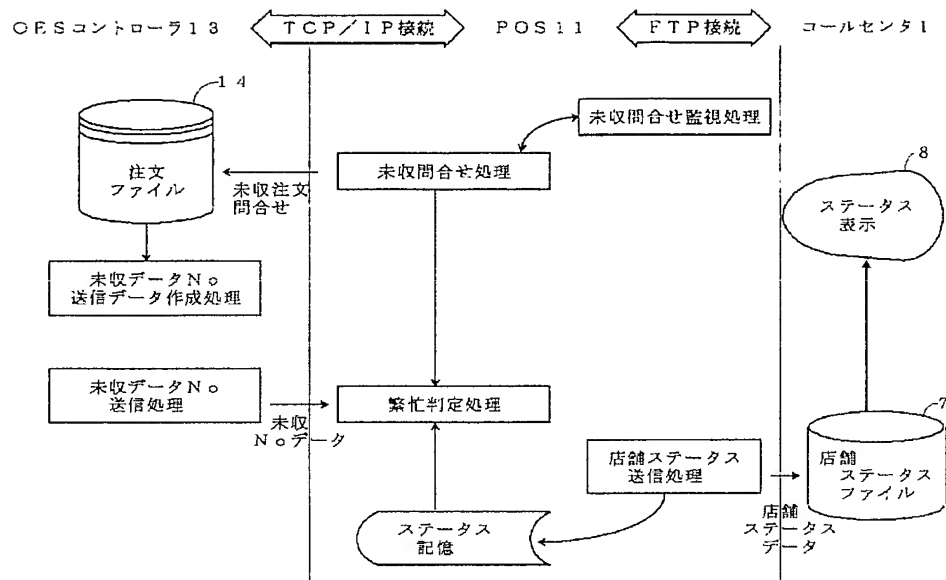 OESコントローラ13
TCP/IP接続
POS11
FTP接続
コールセンタ1
14
注文
ファイル
未収問合せ監視処理
未収問合せ処理
未収注文
問合せ
8
ステータス
表示
未収データNo
送信データ作成処理
未収データNo
送信処理
未収
Noデータ
繁忙判定処理
店舗ステータス
送信処理
7
店舗
ステータス
ファイル
店舗
ステータス
データ
ステータス
記憶